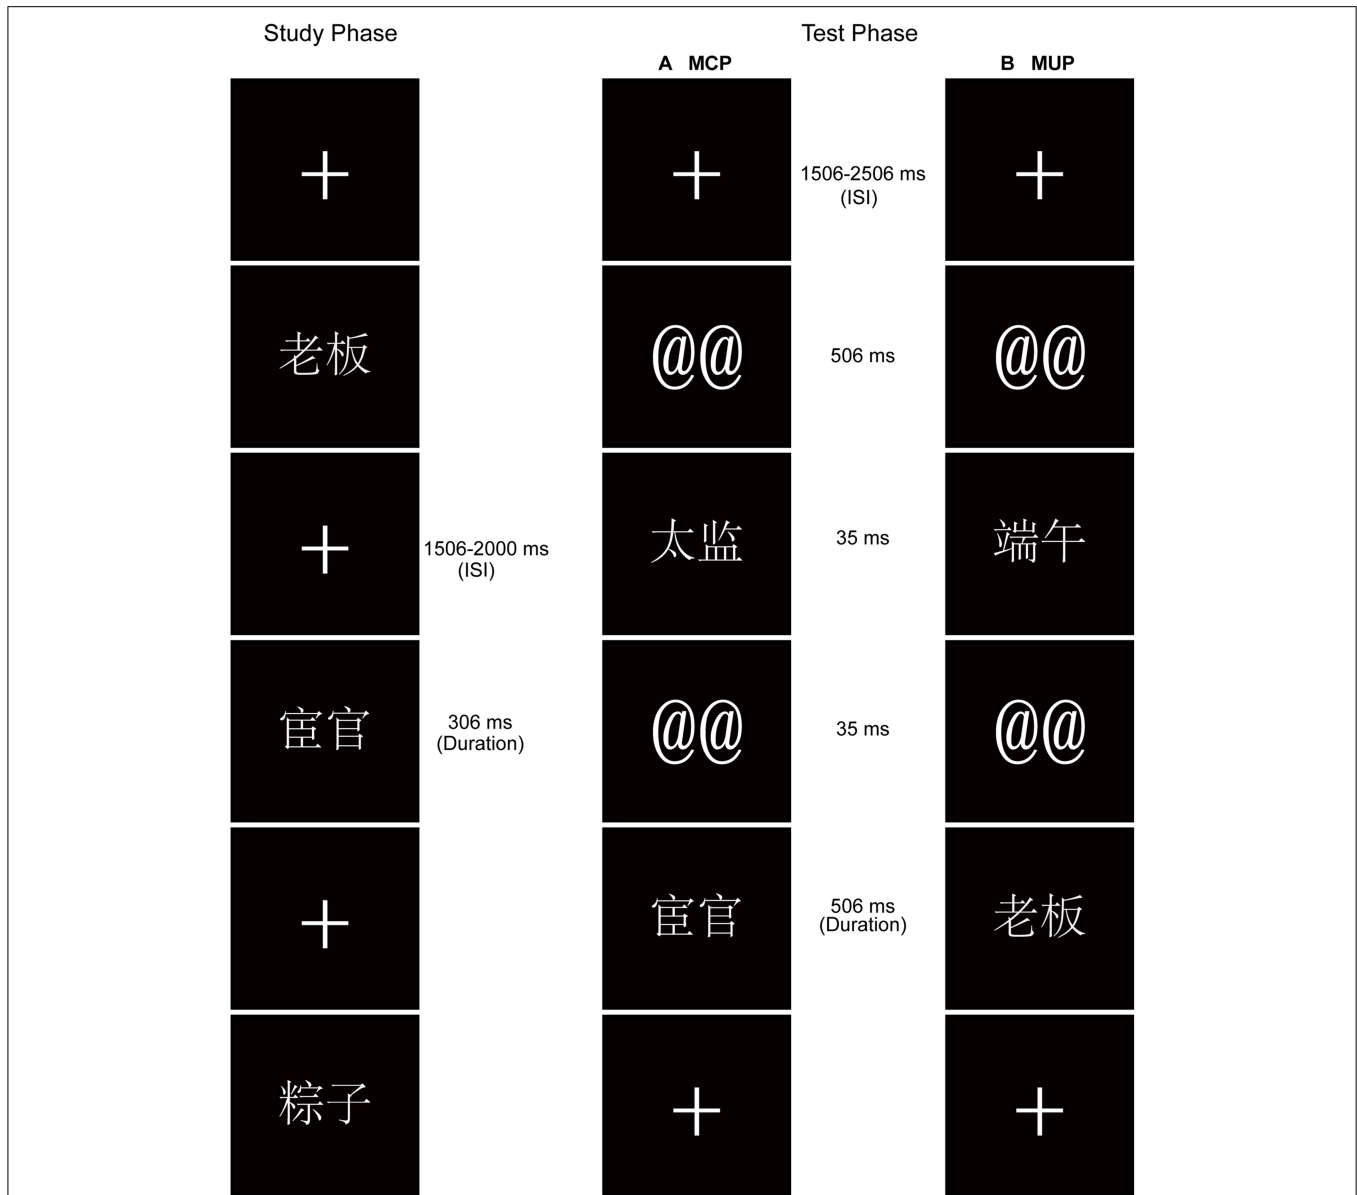 Study Phase
Test Phase
A MCP
B MUP
1506-2506 ms
(ISI)
老板
@@
506 ms
@@
1506-2000 ms
(ISI)
太监
35 ms
端午
宦官
306 ms
(Duration)
@@
35 ms
@@
宦官
506 ms
(Duration)
老板
粽子